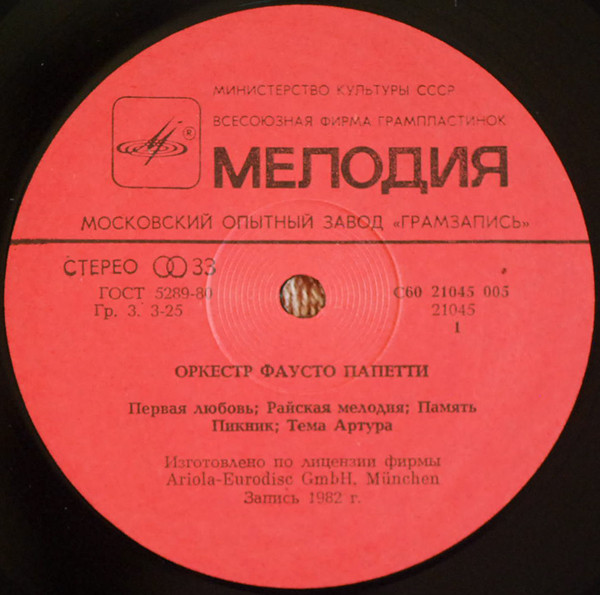 МИНИСТЕРСТВО КУЛЬТУРЫ СССР
ВСЕСОЮЗНАЯ ФИРМА ГРАМПЛАСТИНОК
МЕЛОДИЯ
®
МОСКОВСКИЙ ОПЫТНЫЙ ЗАВОД «ГРАМЗАПИСЬ»
СТЕРЕО 33
ГОСТ 5289-80
Гр. 3. 3-25
С60 21045 005
21045
1
ОРКЕСТР ФАУСТО ПАПЕТТИ
Первая любовь; Райская мелодия; Память
Пикник; Тема Артура
Изготовлено по лицензии фирмы
Ariola-Eurodisc GmbH, München
Запись 1982 г.